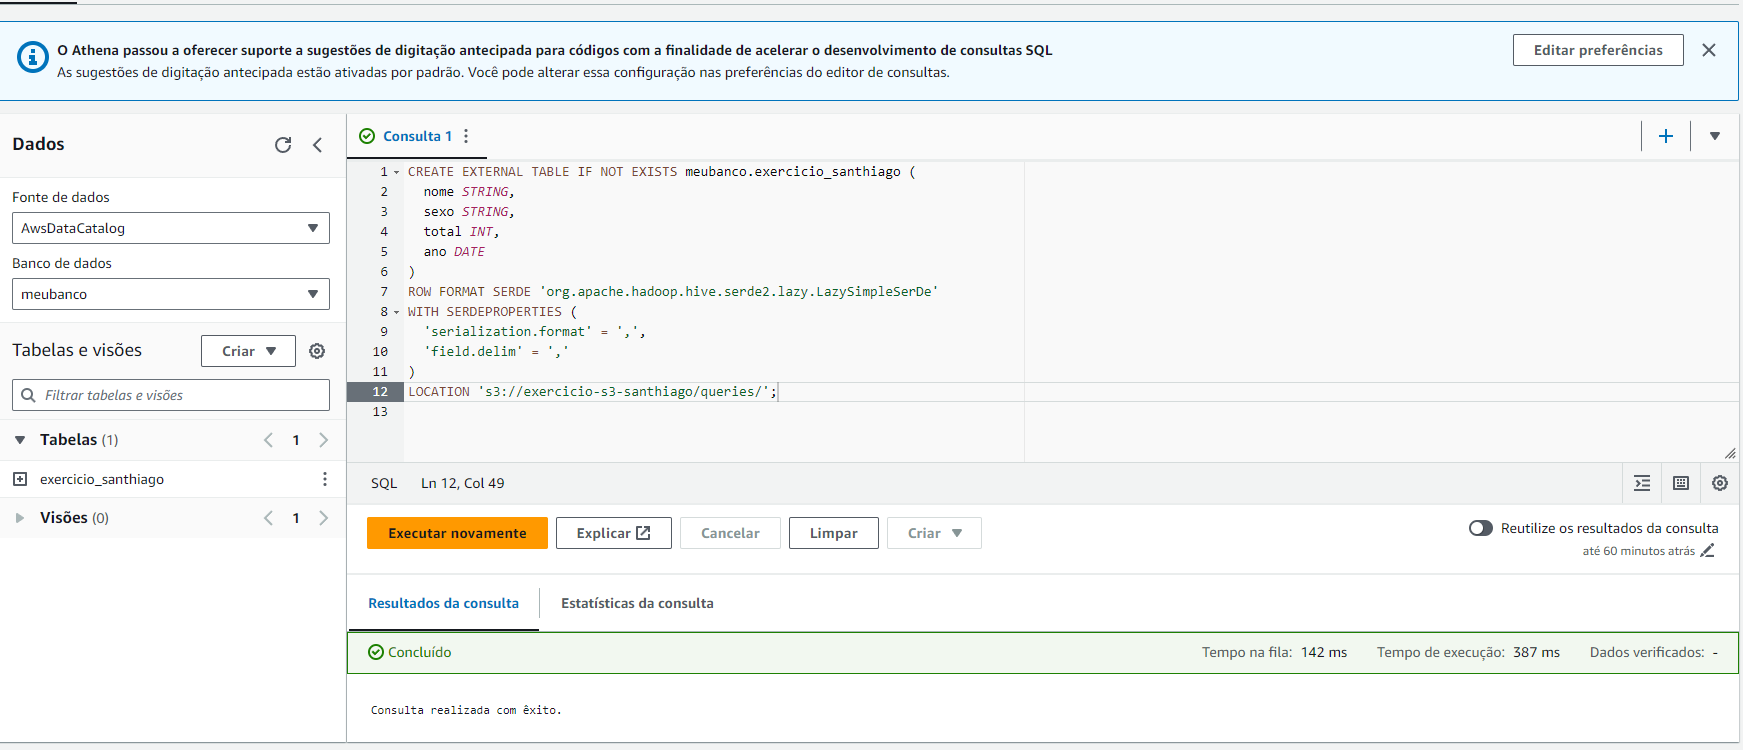 O Athena passou a oferecer suporte a sugestões de digitação antecipada para códigos com a finalidade de acelerar o desenvolvimento de consultas SQL
As sugestões de digitação antecipada estão ativadas por padrão. Você pode alterar essa configuração nas preferências do editor de consultas.
Editar preferências
Dados
Fonte de dados
AwsDataCatalog
Banco de dados
meubanco
Tabelas e visões
Criar
Filtrar tabelas e visões
Tabelas (1)
1
exercicio_santhiago
Visões (0)
1
Consulta 1
1 CREATE EXTERNAL TABLE IF NOT EXISTS meubanco.exercicio_santhiago (
2 nome STRING,
3 sexo STRING,
4 total INT,
5 ano DATE
6 )
7 ROW FORMAT SERDE 'org.apache.hadoop.hive.serde2.lazy.LazySimpleSerDe'
8 WITH SERDEPROPERTIES (
9 'serialization.format' = ',',
10 'field.delim' = ','
11 )
12 LOCATION 's3://exercicio-s3-santhiago/queries/';
13
SQL Ln 12, Col 49
Executar novamente
Explicar
Cancelar
Limpar
Criar
Reutilize os resultados da consulta
até 60 minutos atrás
Resultados da consulta
Estatísticas da consulta
Concluído
Tempo na fila: 142 ms
Tempo de execução: 387 ms
Dados verificados: -
Consulta realizada com êxito.